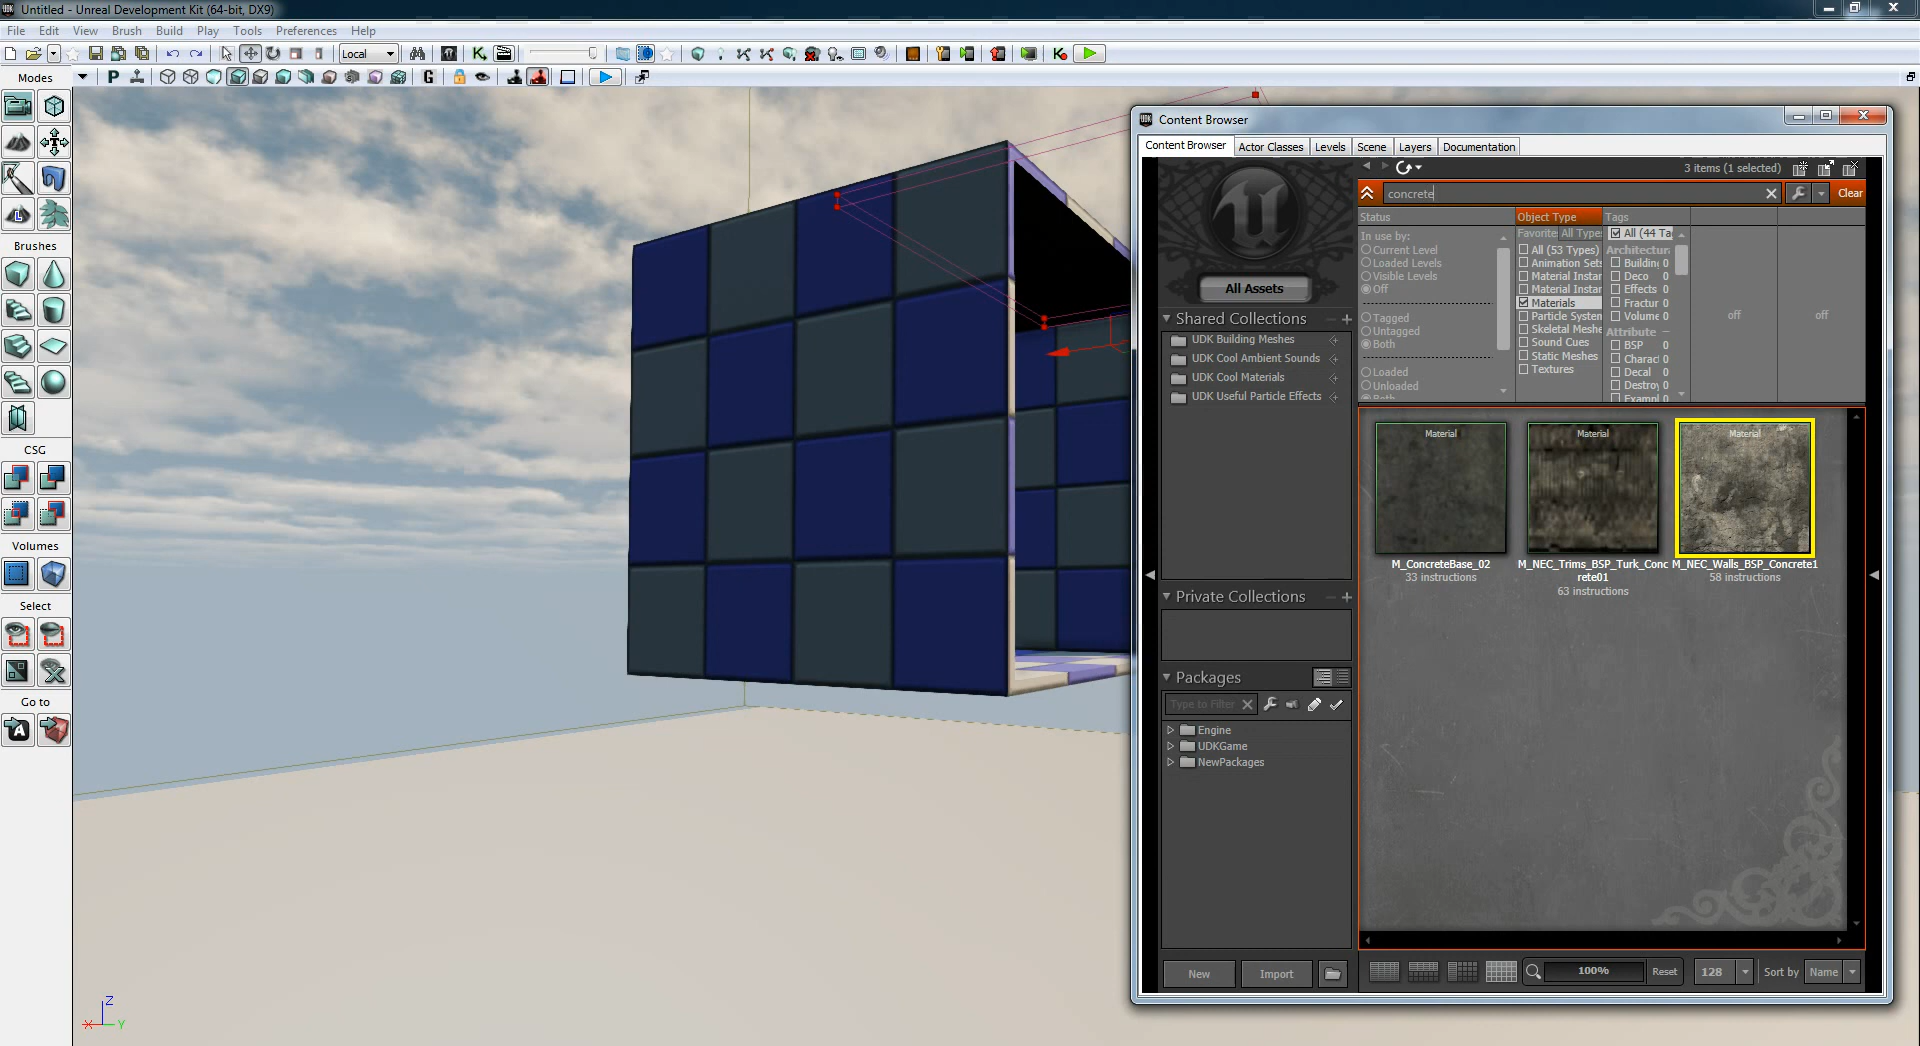 Untitled - Unreal Development Kit (64-bit, DX9)
File Edit View Brush Build Play Tools Preferences Help
Local
Modes
P
G
Brushes
CSG
Volumes
Select
Go to
Z
X
Y
Content Browser
Content Browser Actor Classes Levels Scene Layers Documentation
3 items (1 selected)
concrete
Clear
All Assets
Shared Collections
UDK Building Meshes
UDK Cool Ambient Sounds
UDK Cool Materials
UDK Useful Particle Effects
Private Collections
Packages
Type to Filter
Engine
UDKGame
NewPackages
New Import
Status
In use by:
Current Level
Loaded Levels
Visible Levels
Off
Tagged
Untagged
Both
Loaded
Unloaded
Both
Object Type
Favorite All Type
All (53 Types)
Animation Set
Material Instar
Material Instar
Materials
Particle System
Skeletal Meshe
Sound Cues
Static Meshes
Textures
Tags
All (44 Ta
Architectur
Buildin 0
Deco 0
Effects 0
Fractur 0
Volume 0
Attribute
BSP 0
Charac 0
Decal 0
Destroy 0
Exampl 0
off
off
Material
M_ConcreteBase_02
33 instructions
Material
M_NEC_Trims_BSP_Turk_Conc
rete01
63 instructions
Material
M_NEC_Walls_BSP_Concrete1
58 instructions
100% Reset 128 Sort by Name